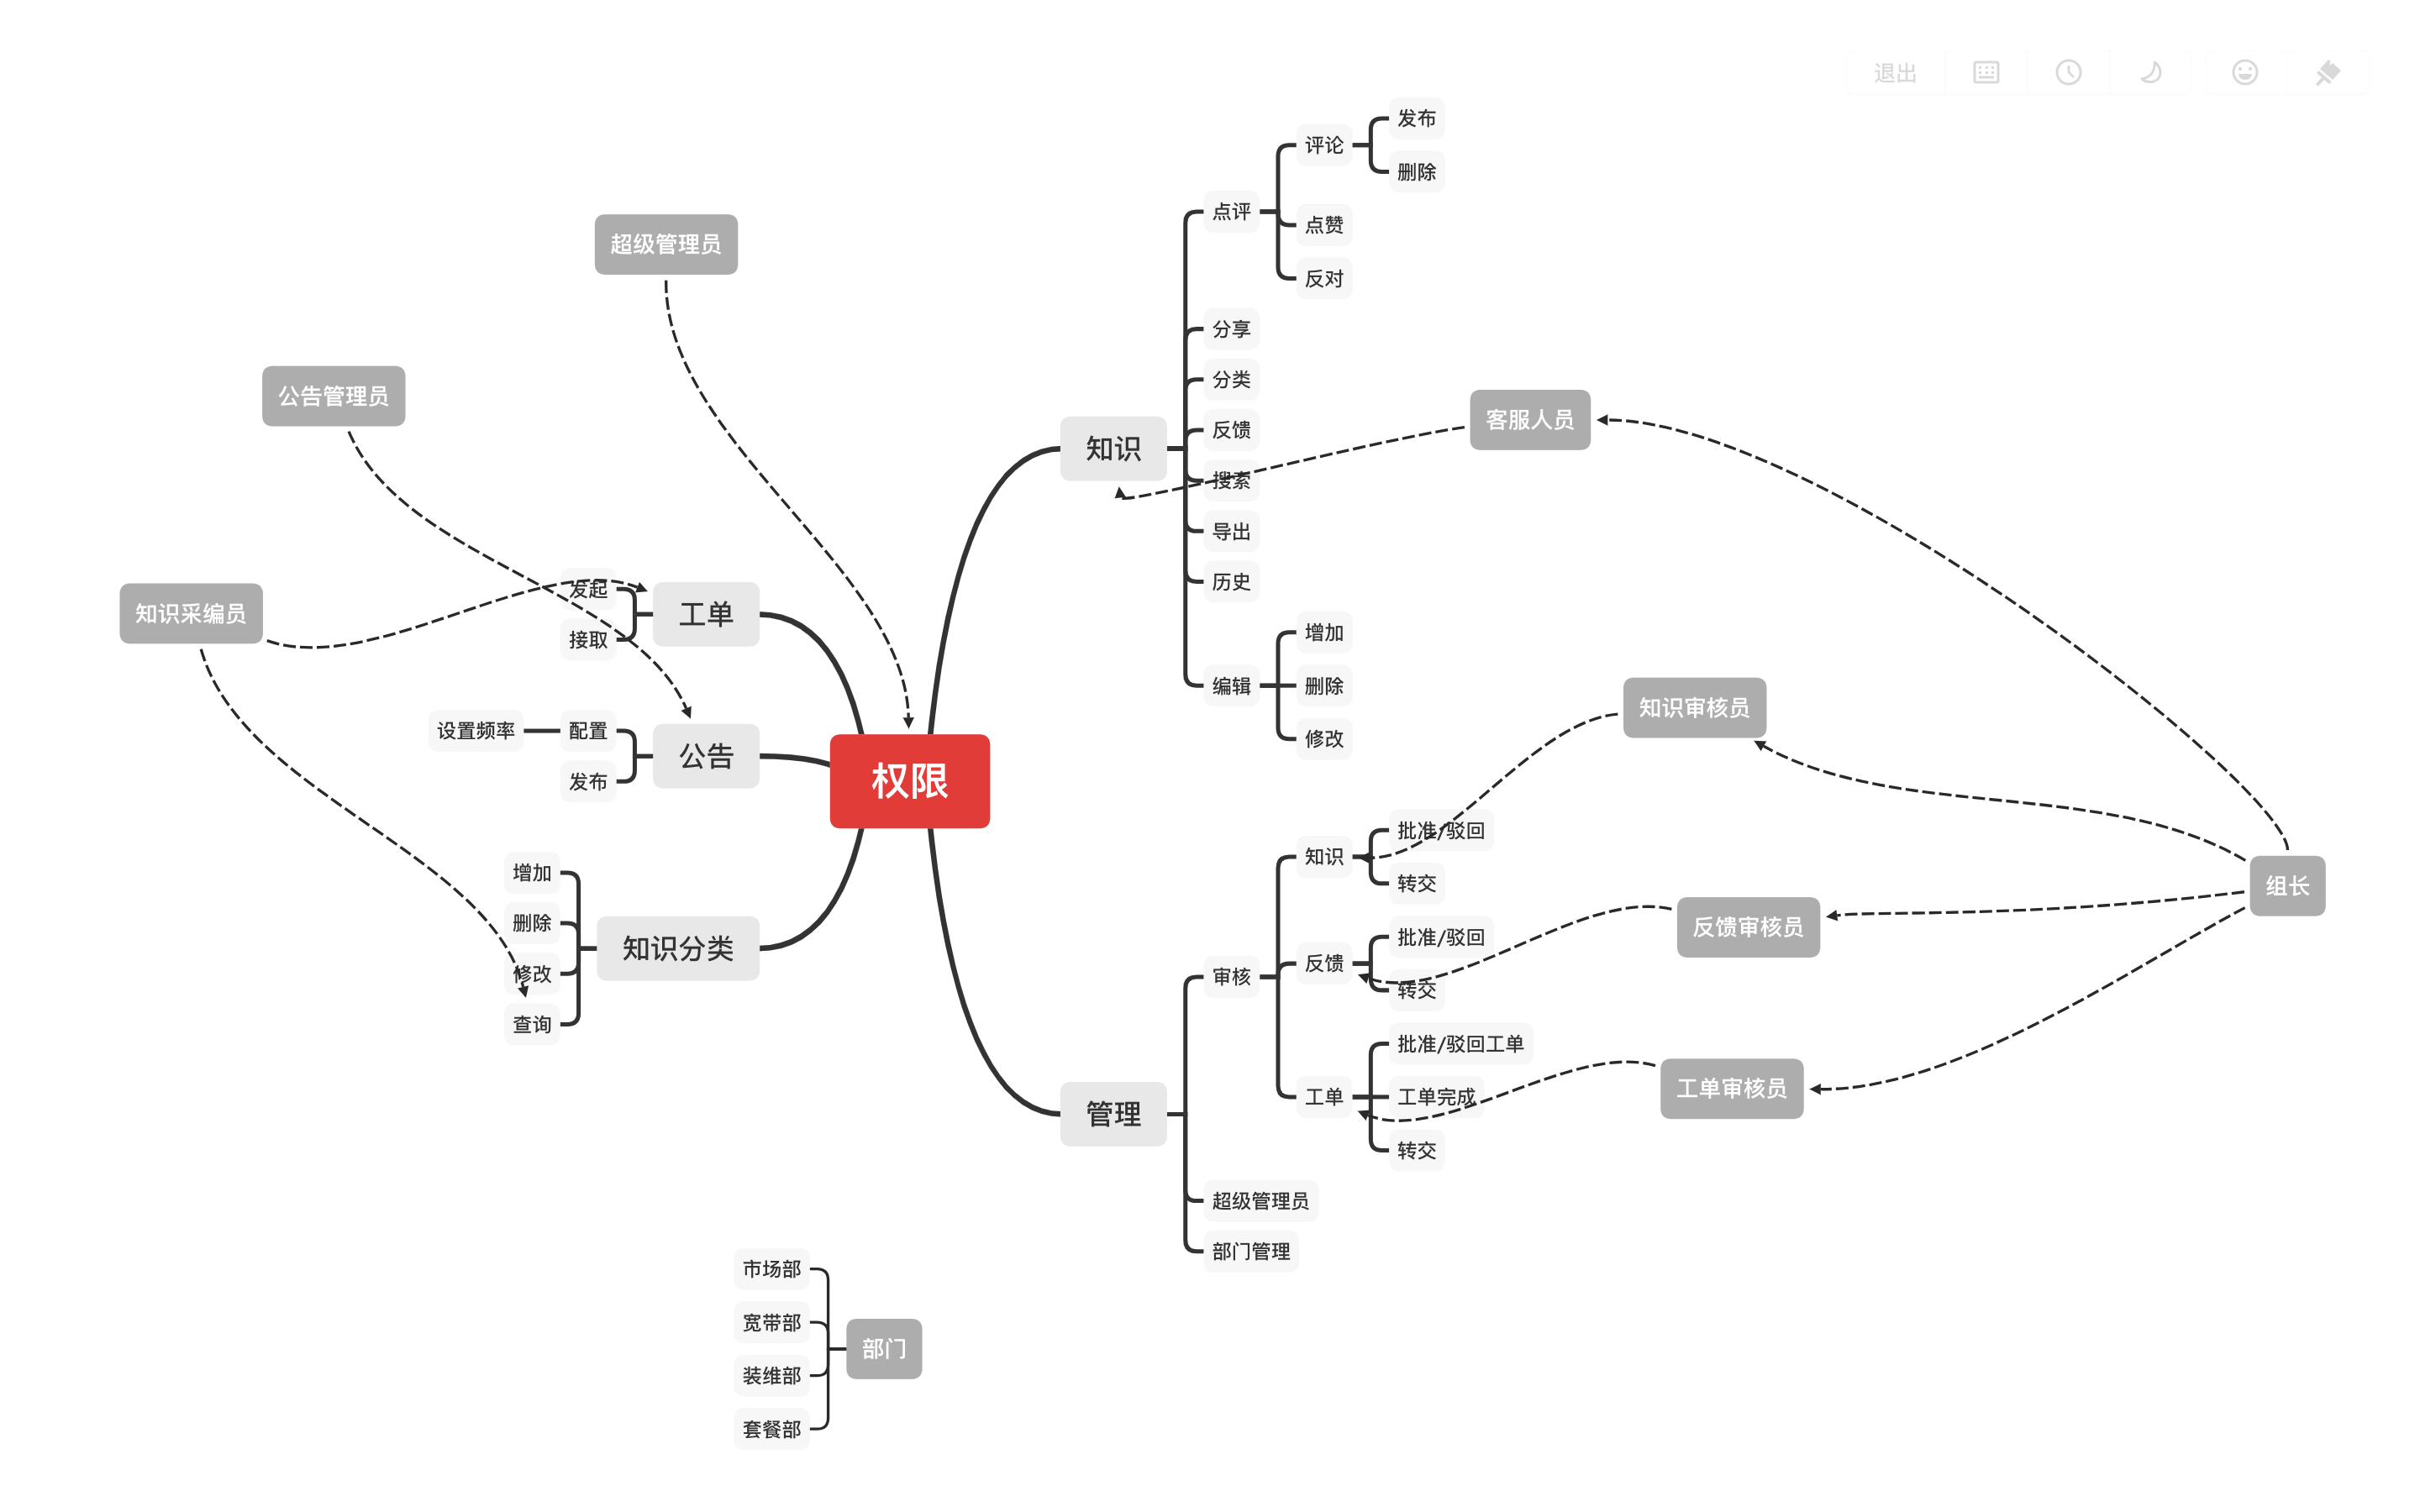 退出
发布
评论
删除
点评
点赞
反对
超级管理员
分享
分类
公告管理员
客服人员
反馈
知识
搜索
导出
历史
发起
知识采编员
工单
接取
增加
编辑
删除
修改
知识审核员
设置频率
配置
公告
发布
权限
批准/驳回
知识
转交
增加
组长
删除
知识分类
修改
查询
反馈审核员
批准/驳回
反馈
审核
转交
批准/驳回工单
工单
工单完成
工单审核员
管理
转交
超级管理员
部门管理
市场部
宽带部
部门
装维部
套餐部